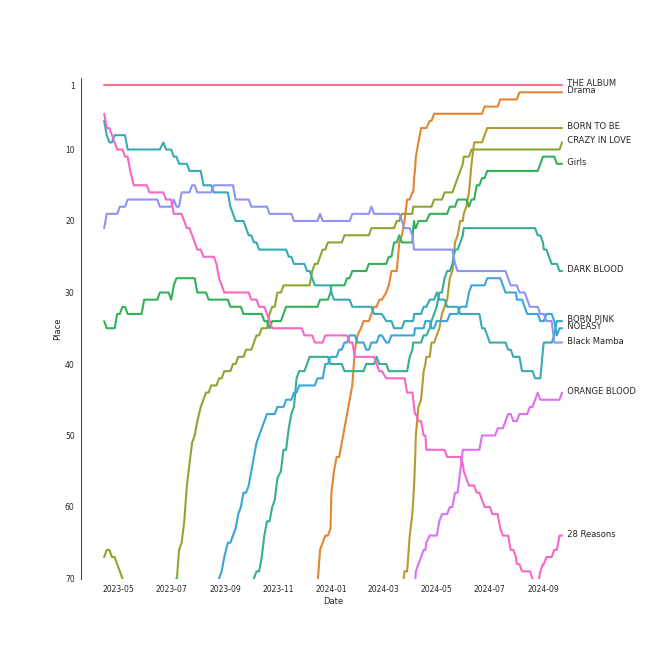 1
10
20
30
40
50
60
70
Place
2023-05
2023-07
2023-09
2023-11
2024-01
2024-03
2024-05
2024-07
2024-09
Date
THE ALBUM
Drama
BORN TO BE
CRAZY IN LOVE
Girls
DARK BLOOD
BORN PINK
NOEASY
Black Mamba
ORANGE BLOOD
28 Reasons